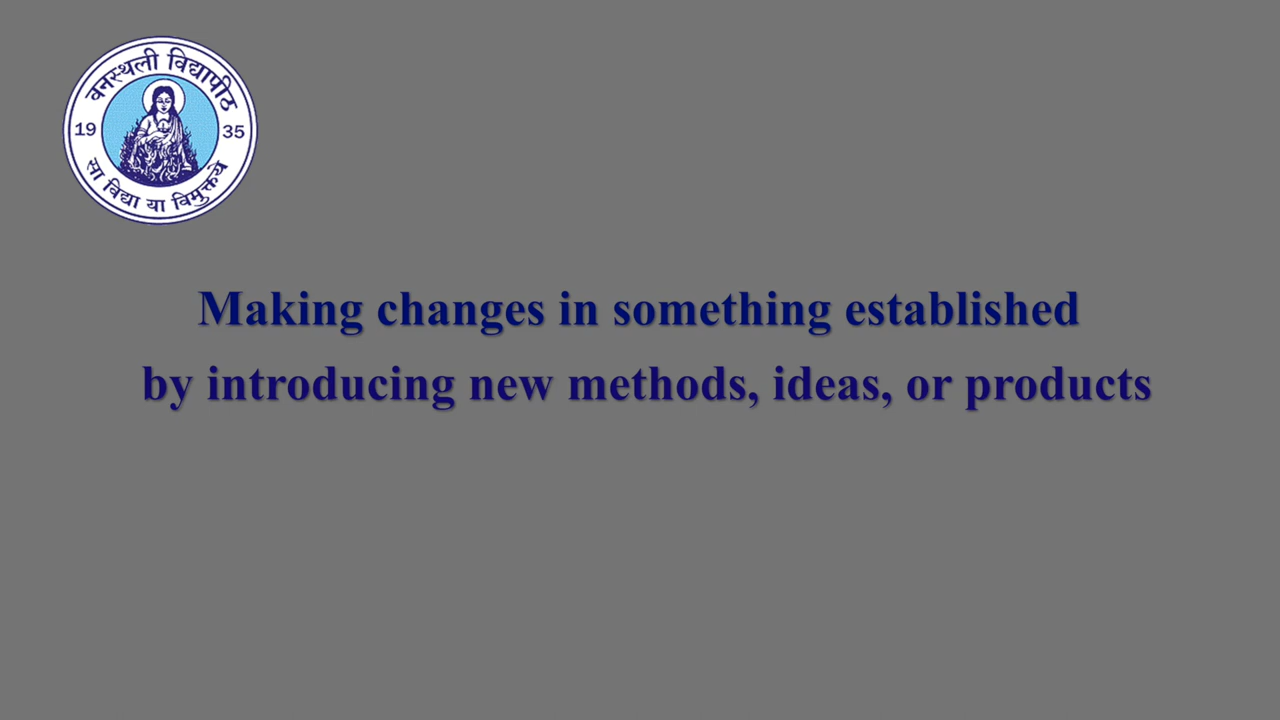 वनस्थली विद्यापीठ
19 35
सा विद्या या विमुक्तये
Making changes in something established
by introducing new methods, ideas, or products